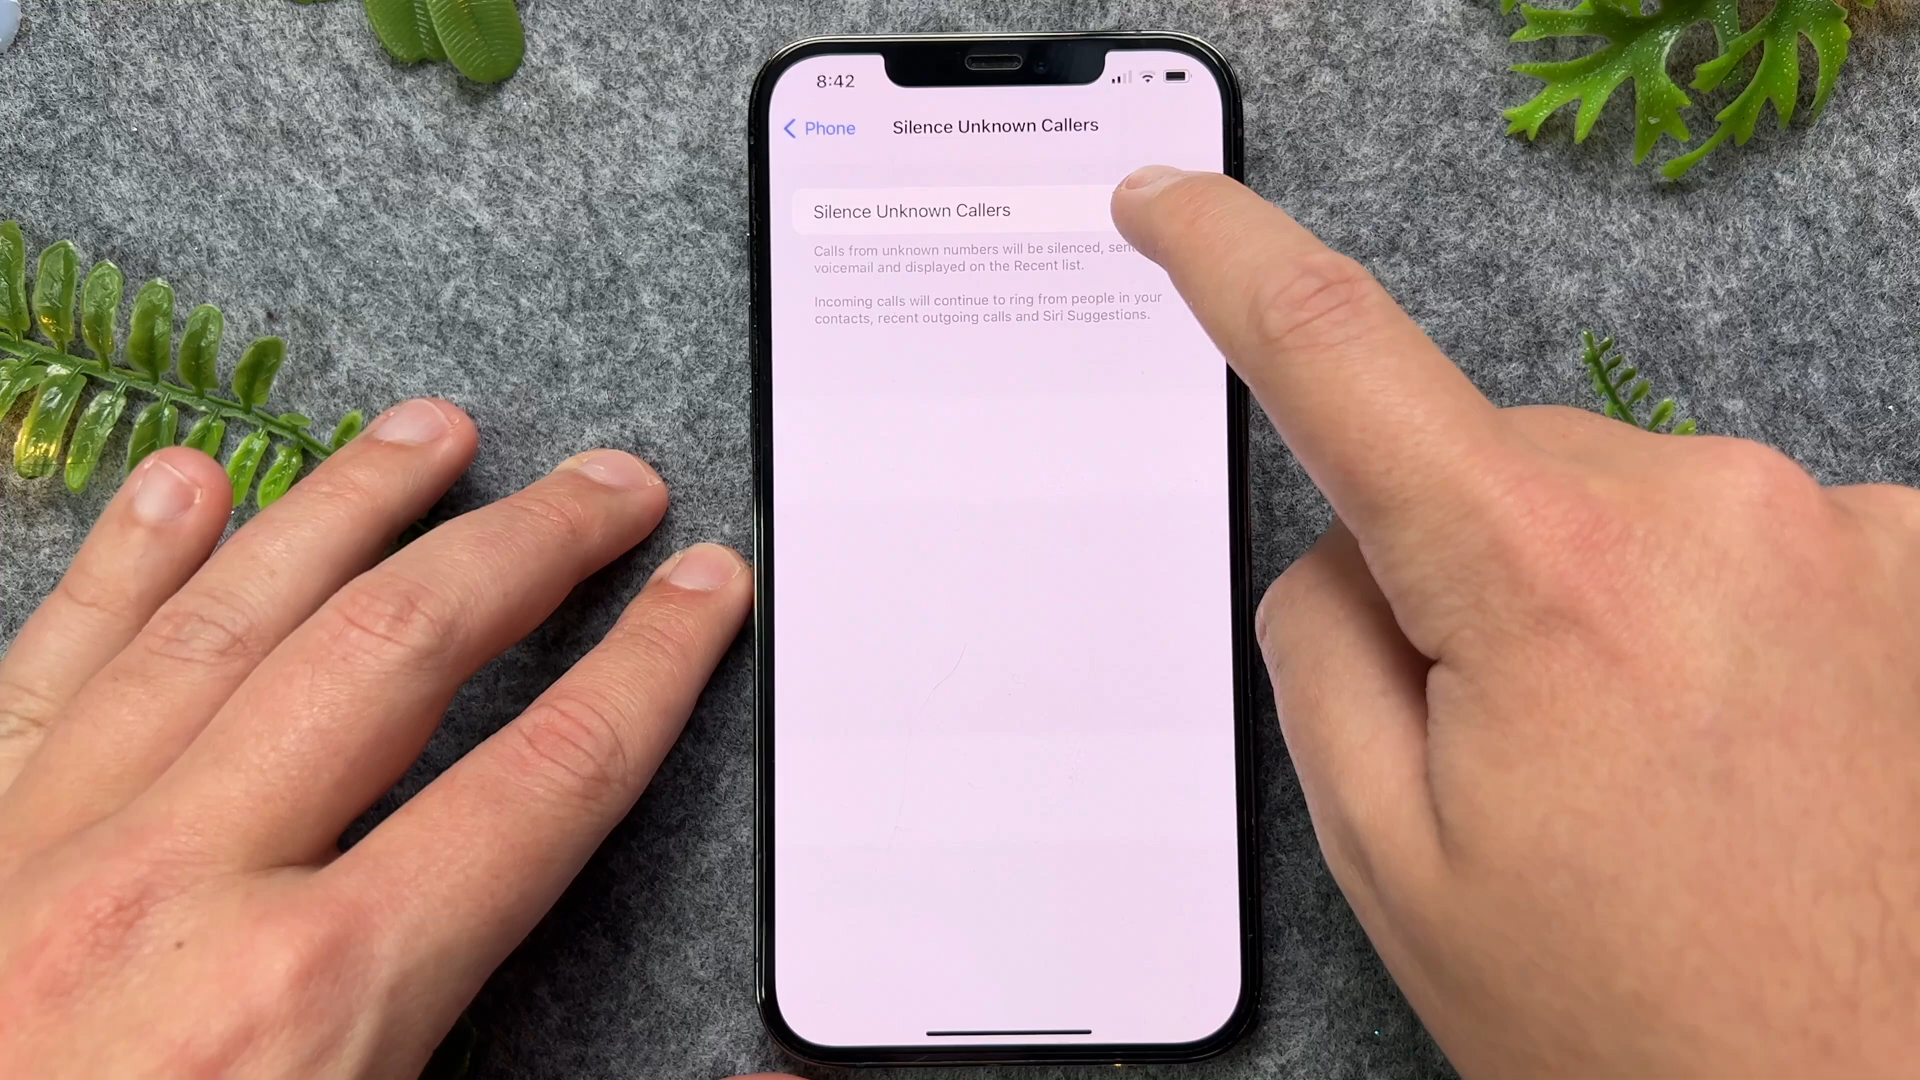 8:42
Phone
Silence Unknown Callers
Silence Unknown Callers
Calls from unknown numbers will be silenced,
voicemail and displayed on the Recent list.
Incoming calls will continue to ring from people in your
contacts, recent outgoing calls and Siri Suggestions.